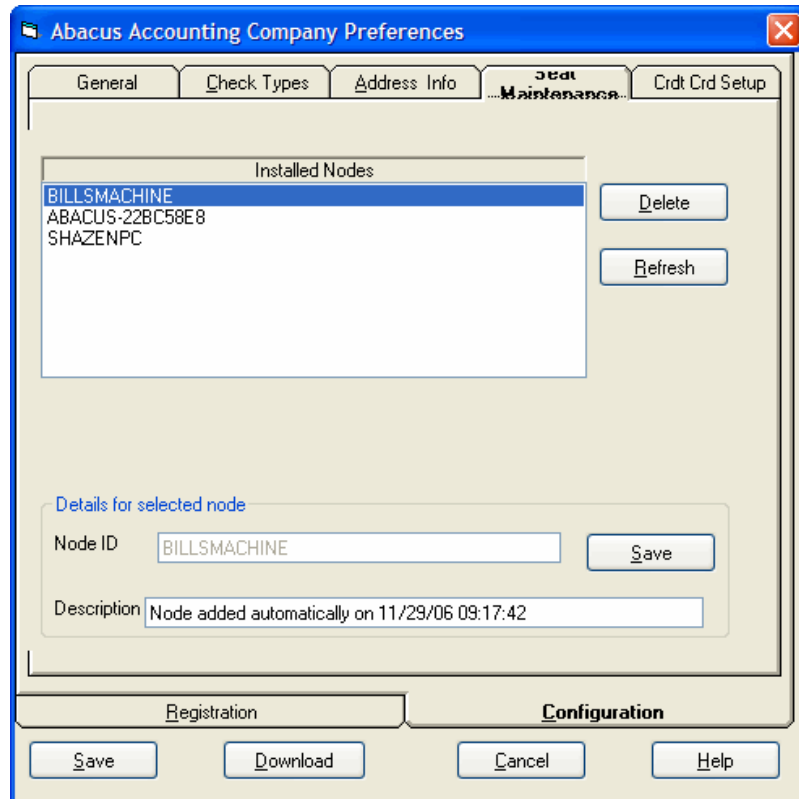 Abacus Accounting Company Preferences
General
Check Types
Address Info
Seat
Maintenance
Crdt Crd Setup
Installed Nodes
BILLSMACHINE
ABACUS-22BC58E8
SHAZENPC
Delete
Refresh
Details for selected node
Node ID
BILLSMACHINE
Save
Description
Node added automatically on 11/29/06 09:17:42
Registration
Configuration
Save
Download
Cancel
Help